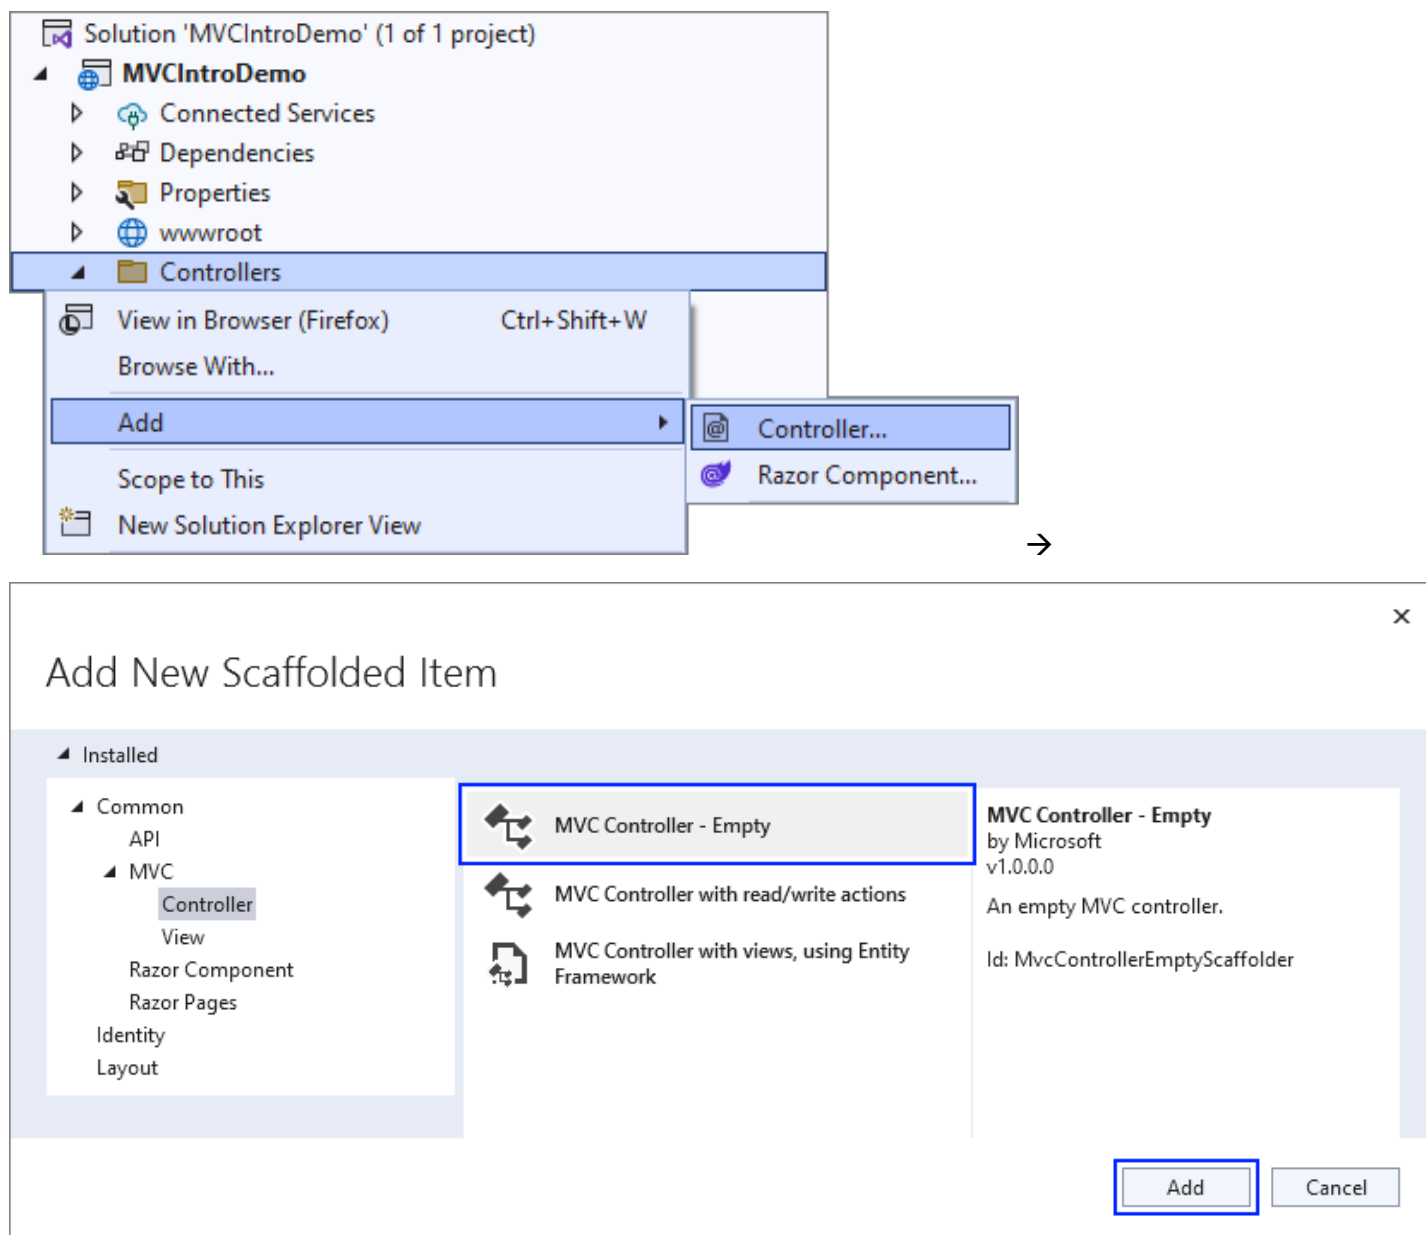 Solution 'MVCIntroDemo' (1 of 1 project)
MVCIntroDemo
Connected Services
Dependencies
Properties
wwwroot
Controllers
View in Browser (Firefox) Ctrl+Shift+W
Browse With...
Add
Controller...
Razor Component...
Scope to This
New Solution Explorer View
→
Add New Scaffolded Item
Installed
Common
API
MVC
Controller
View
Razor Component
Razor Pages
Identity
Layout
MVC Controller - Empty
MVC Controller with read/write actions
MVC Controller with views, using Entity
Framework
MVC Controller - Empty
by Microsoft
v1.0.0.0
An empty MVC controller.
Id: MvcControllerEmptyScaffolder
Add Cancel